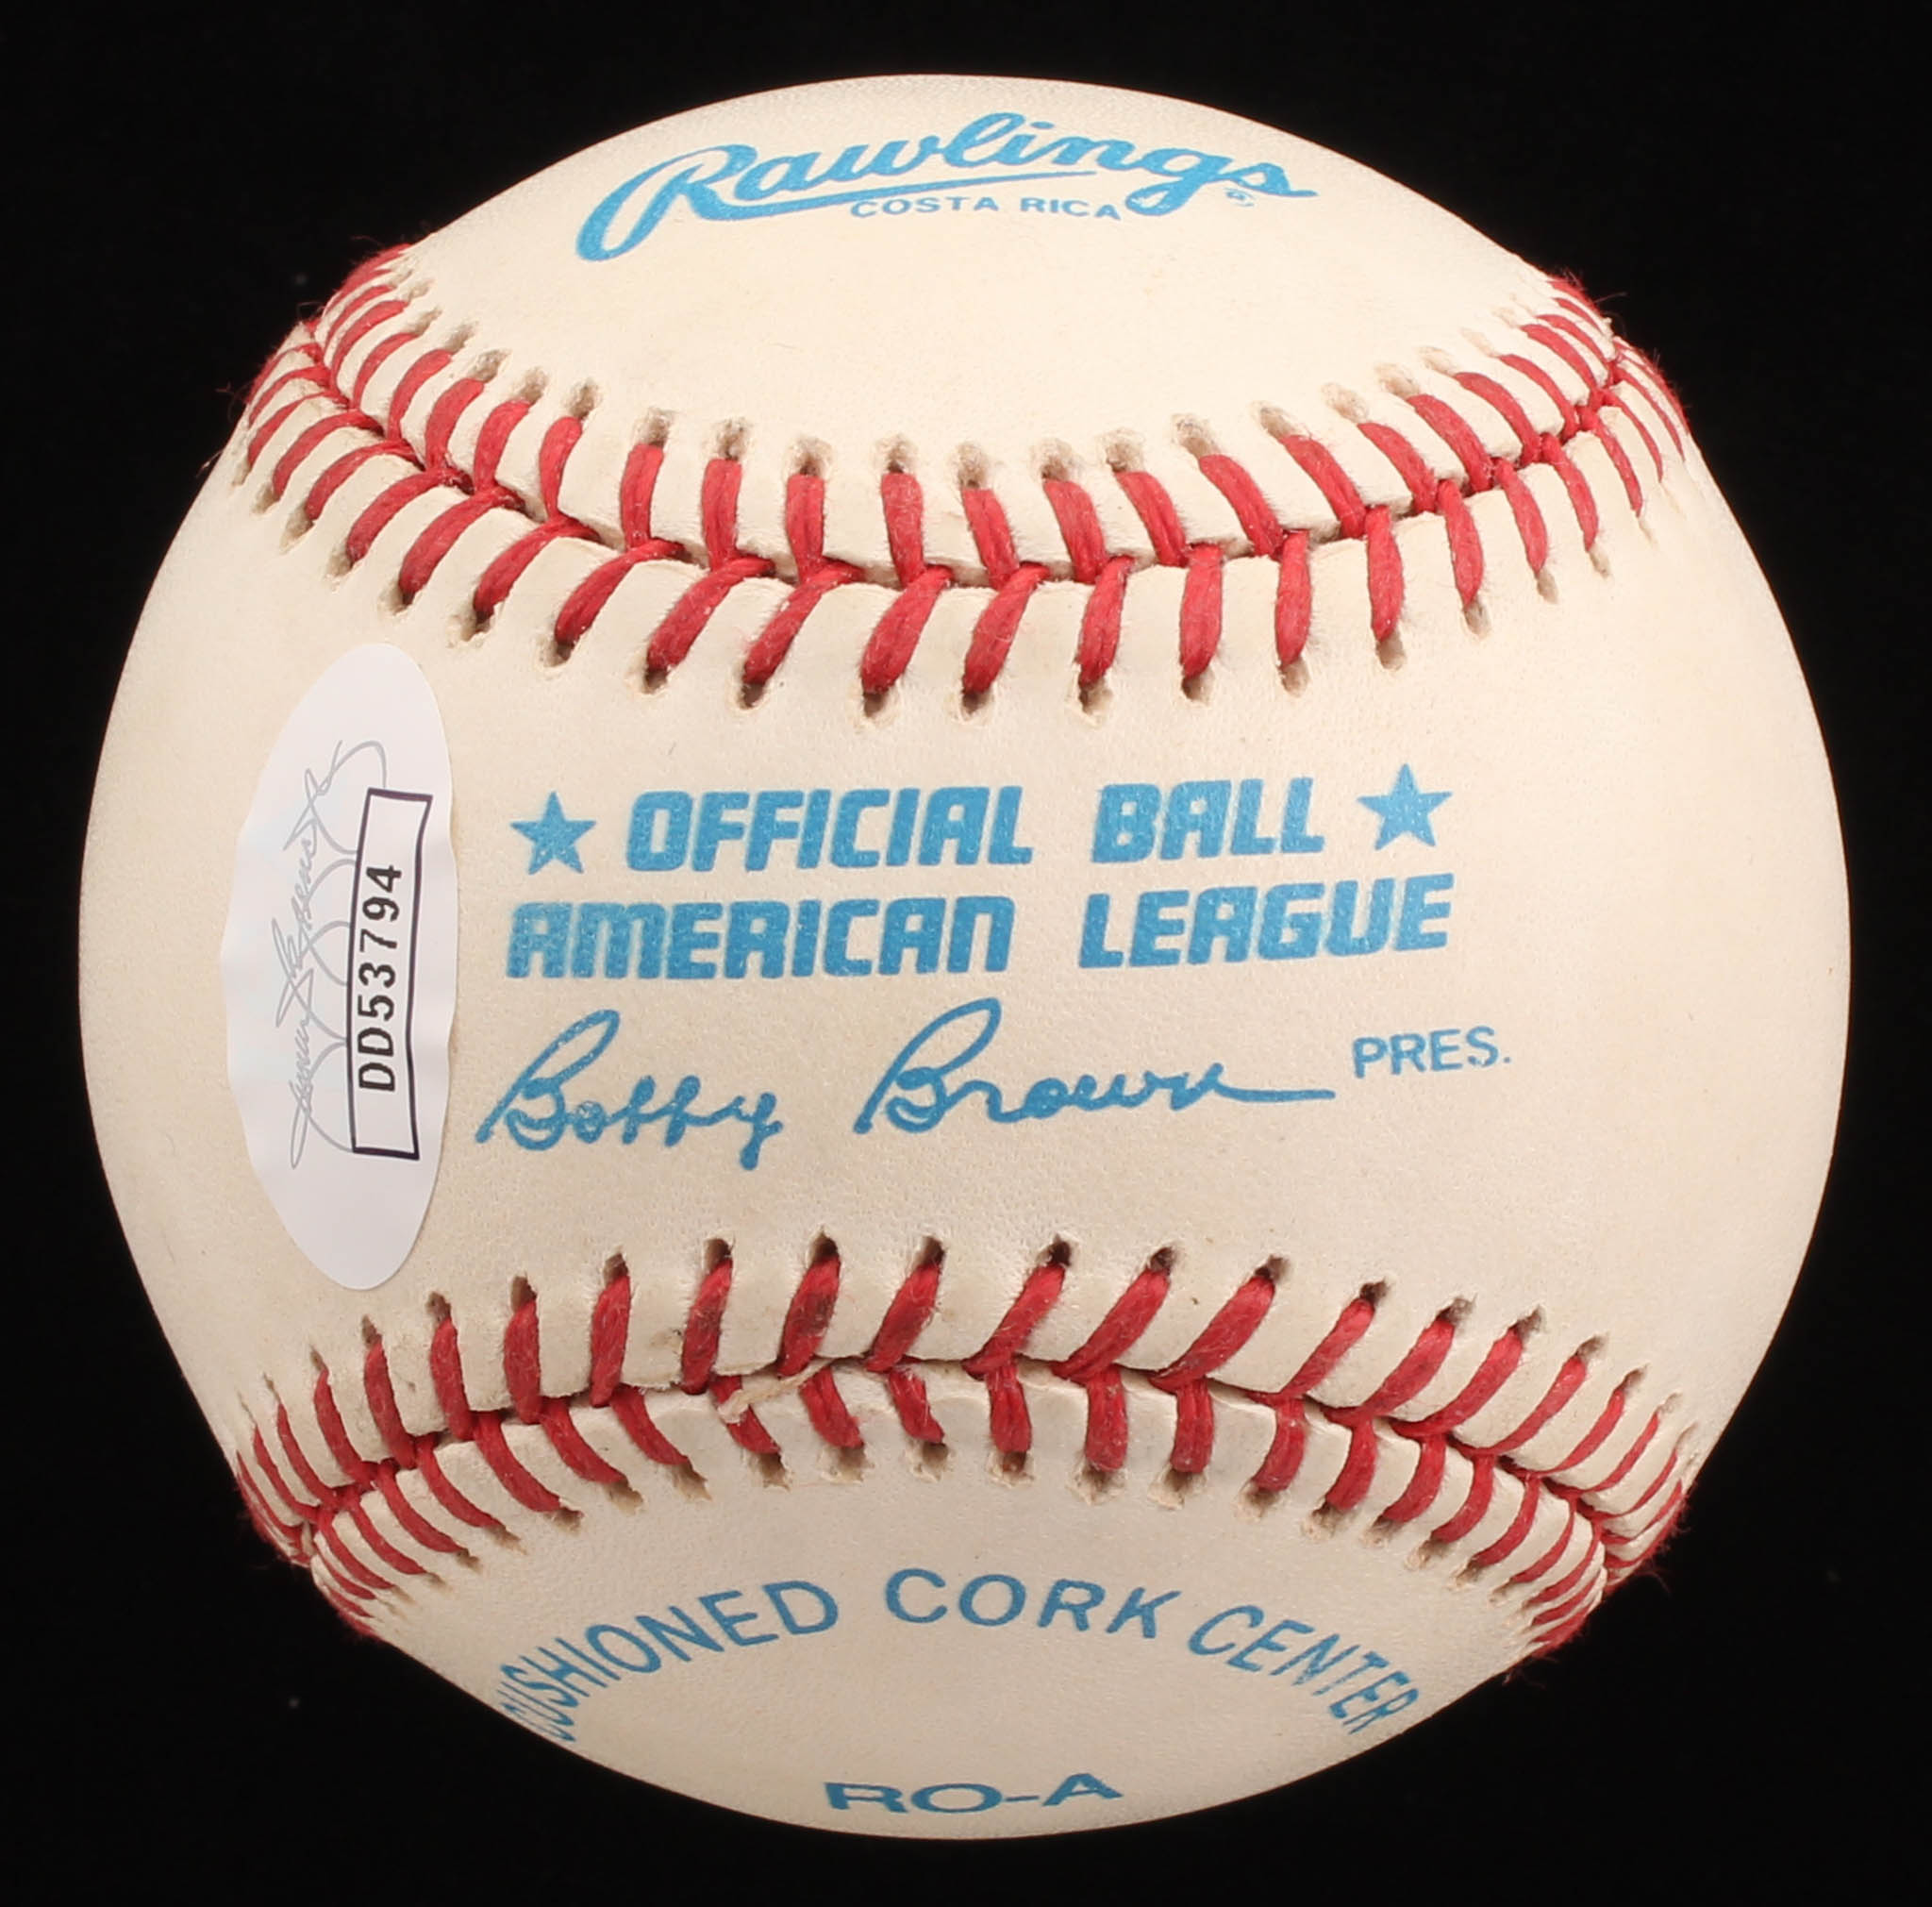 Rawlings
COSTA RICA
★ OFFICIAL BALL ★
AMERICAN LEAGUE
Bobby Brown PRES.
DD53794
CUSHIONED CORK CENTER
RO-A